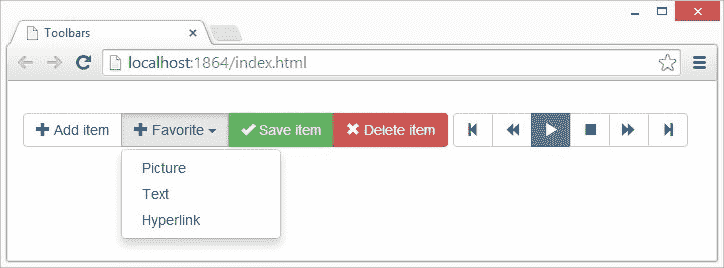 Toolbars
localhost:1864/index.html
Add item Favorite Save item Delete item
Picture
Text
Hyperlink